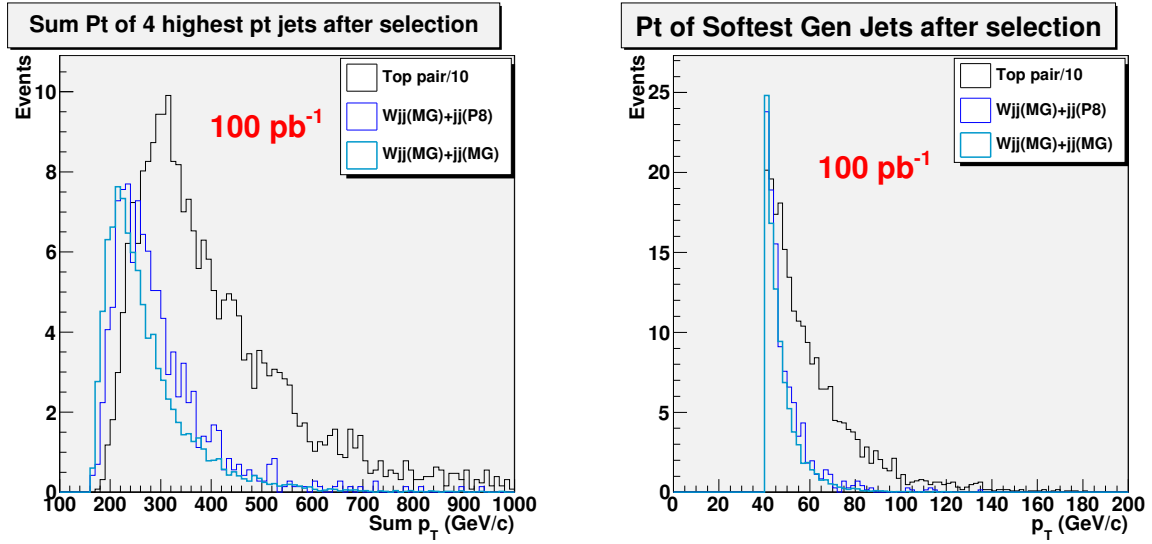 Sum Pt of 4 highest pt jets after selection
Events
10
8
6
4
2
0
100 200 300 400 500 600 700 800 900 1000
Sum p_T (GeV/c)
Top pair/10
Wjj(MG)+jj(P8)
Wjj(MG)+jj(MG)
100 pb⁻¹
Pt of Softest Gen Jets after selection
Events
25
20
15
10
5
0
0 20 40 60 80 100 120 140 160 180 200
p_T (GeV/c)
Top pair/10
Wjj(MG)+jj(P8)
Wjj(MG)+jj(MG)
100 pb⁻¹